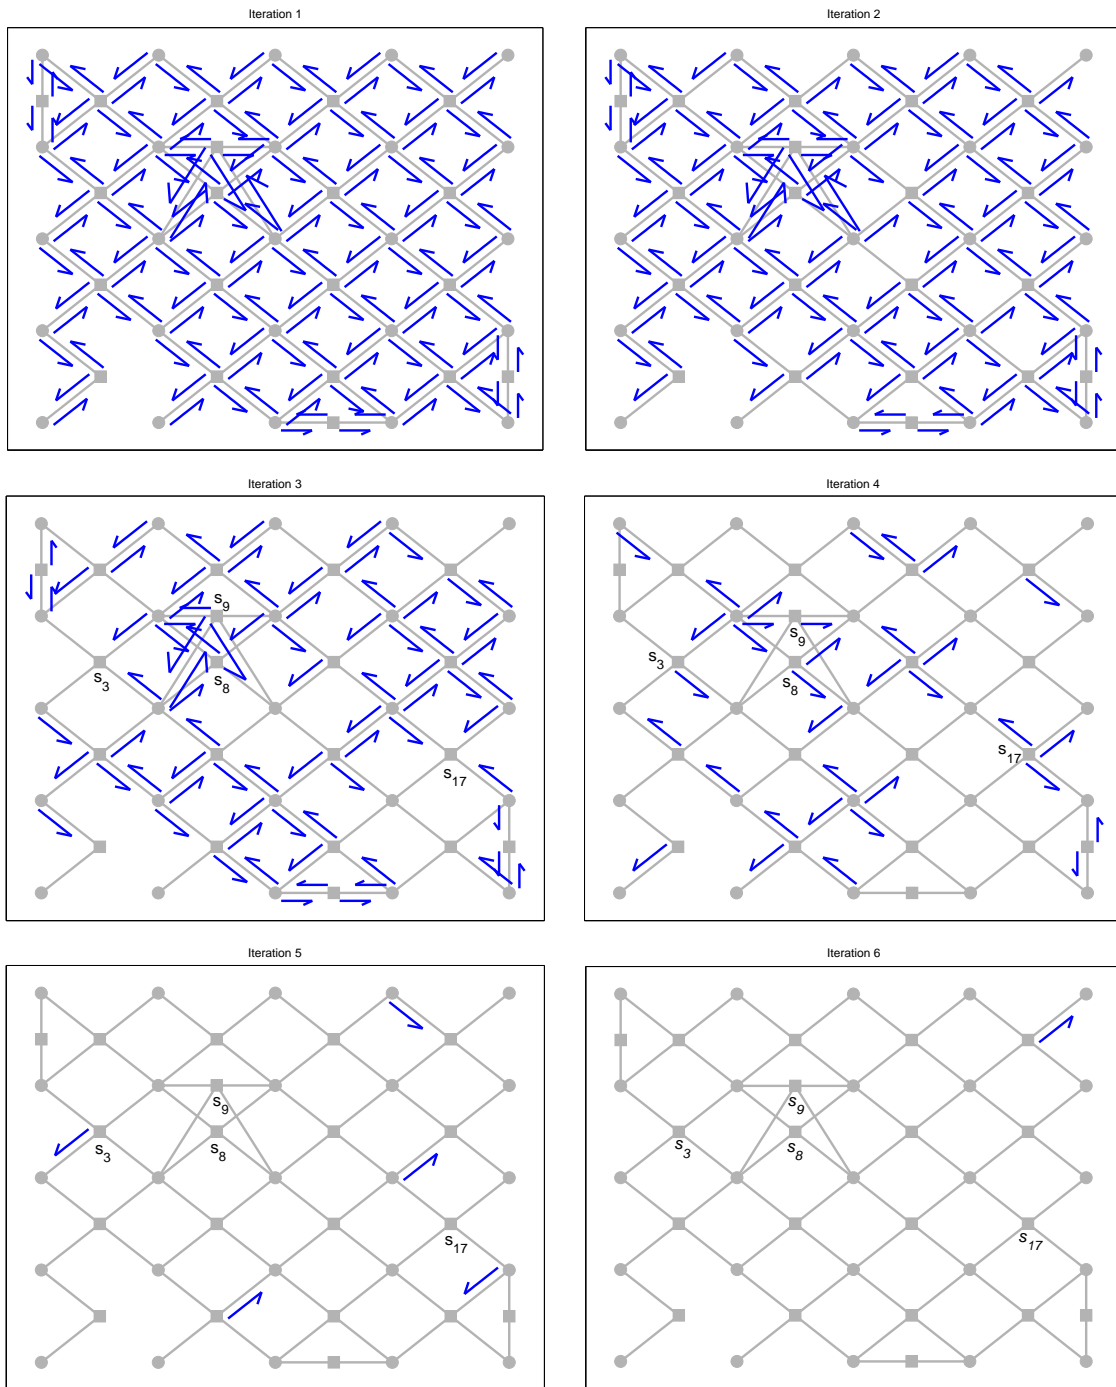 Iteration 1
Iteration 2
Iteration 3
Iteration 4
s9
s3
s8
s17
s9
s3
s8
s17
Iteration 5
Iteration 6
s9
s3
s8
s17
s9
s3
s8
s17